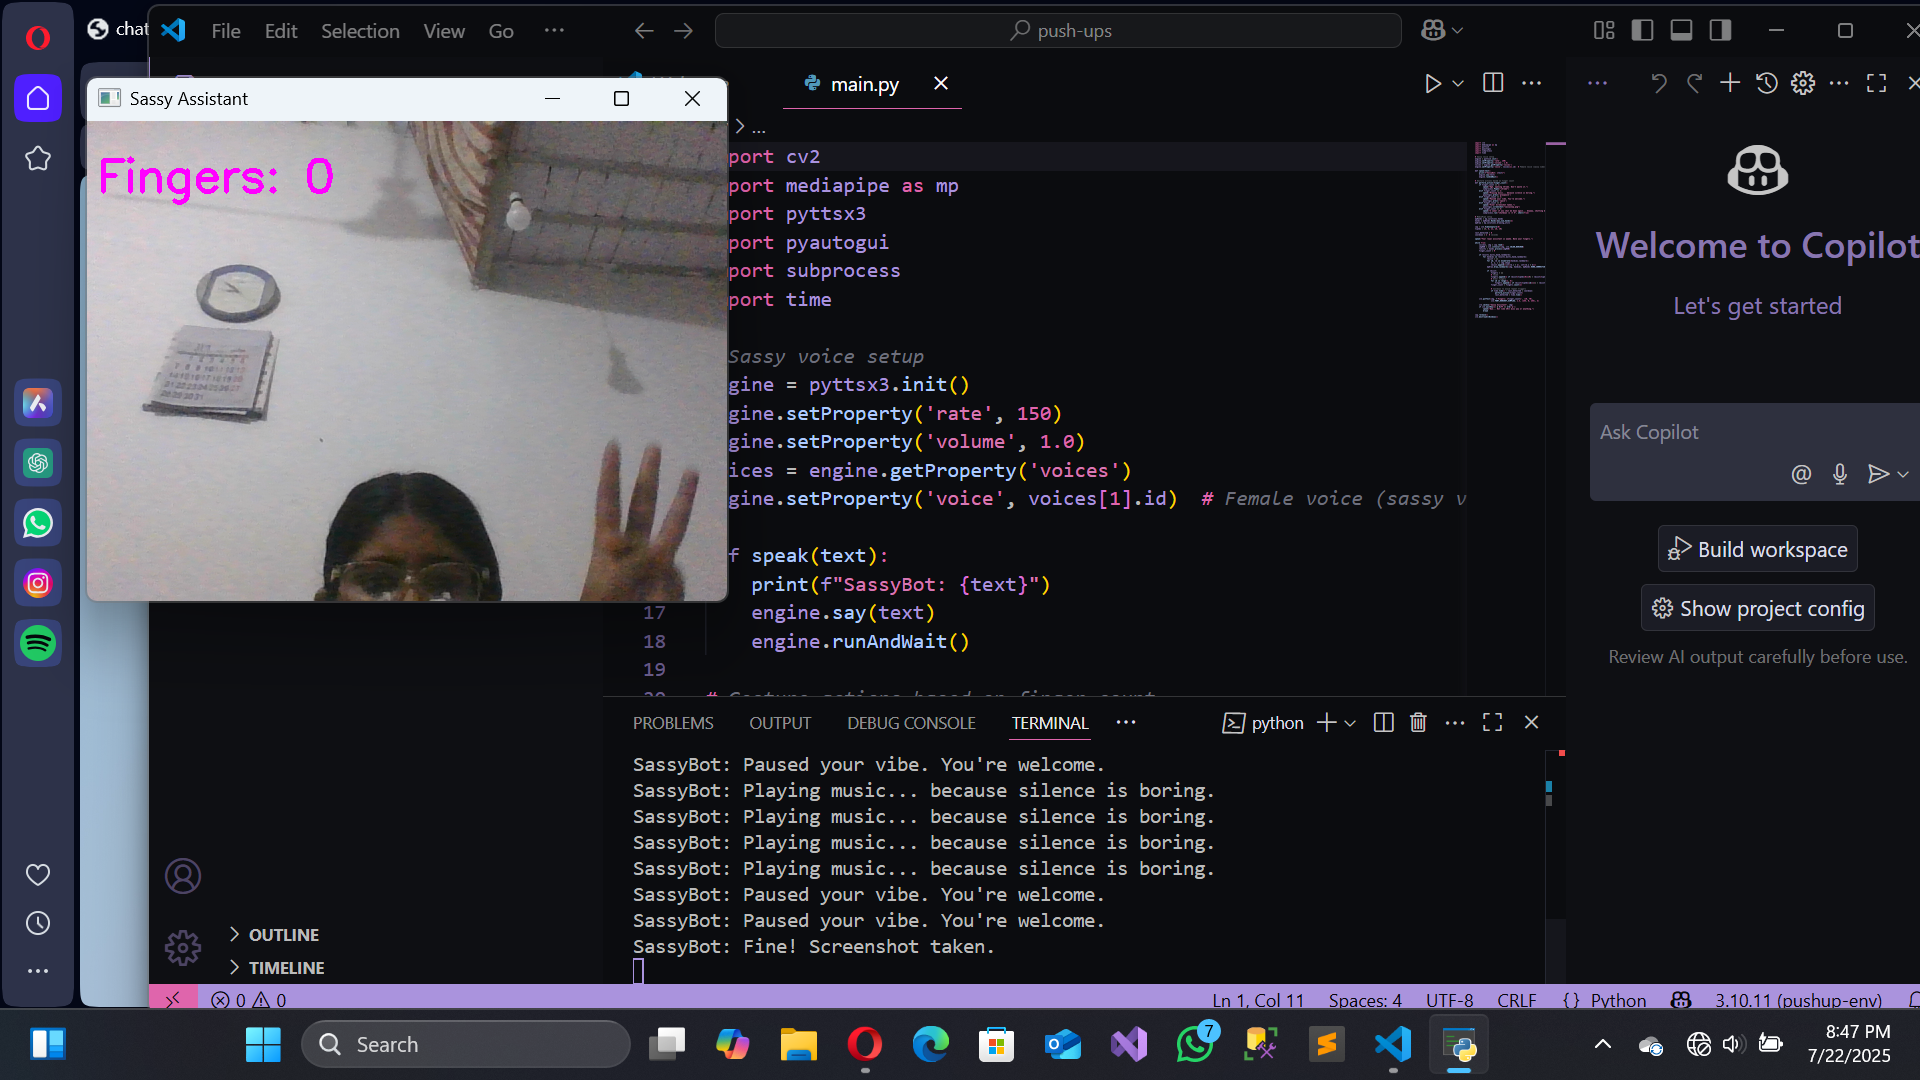 chat
File Edit Selection View Go ...
push-ups
Sassy Assistant
Fingers: 0
main.py
> ...
port cv2
port mediapipe as mp
port pyttsx3
port pyautogui
port subprocess
port time
Sassy voice setup
gine = pyttsx3.init()
gine.setProperty('rate', 150)
gine.setProperty('volume', 1.0)
ices = engine.getProperty('voices')
gine.setProperty('voice', voices[1].id)  # Female voice (sassy v
f speak(text):
print(f"SassyBot: {text}")
17 engine.say(text)
18 engine.runAndWait()
19
Welcome to Copilot
Let's get started
Ask Copilot
Build workspace
Show project config
Review AI output carefully before use.
PROBLEMS OUTPUT DEBUG CONSOLE TERMINAL ... python
SassyBot: Paused your vibe. You're welcome.
SassyBot: Playing music... because silence is boring.
SassyBot: Playing music... because silence is boring.
SassyBot: Playing music... because silence is boring.
SassyBot: Playing music... because silence is boring.
SassyBot: Paused your vibe. You're welcome.
SassyBot: Paused your vibe. You're welcome.
SassyBot: Fine! Screenshot taken.
OUTLINE
TIMELINE
0 0 Ln 1, Col 11 Spaces: 4 UTF-8 CRLF {} Python 3.10.11 (pushup-env)
Search
7
8:47 PM
7/22/2025